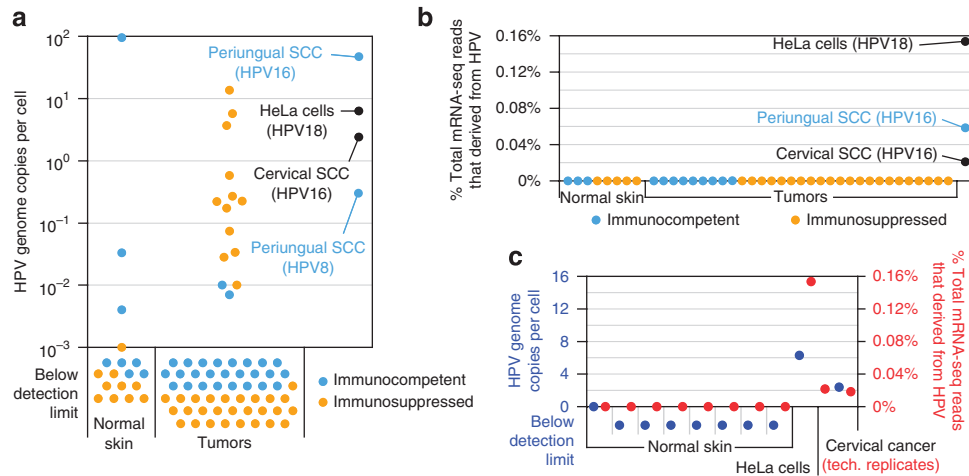 a
HPV genome copies per cell
10²
10¹
10⁰
10⁻¹
10⁻²
10⁻³
Periungual SCC
(HPV16)
HeLa cells
(HPV18)
Cervical SCC
(HPV16)
Periungual SCC
(HPV8)
Below
detection
limit
Normal
skin
Tumors
Immunocompetent
Immunosuppressed
b
% Total mRNA-seq reads
that derived from HPV
0.16%
0.12%
0.08%
0.04%
0%
HeLa cells (HPV18)
Periungual SCC (HPV16)
Cervical SCC (HPV16)
Normal skin
Tumors
Immunocompetent
Immunosuppressed
c
HPV genome
copies per cell
16
12
8
4
0
% Total mRNA-seq reads
that derived from HPV
0.16%
0.12%
0.08%
0.04%
0%
Below
detection
limit
Normal skin
HeLa cells
Cervical cancer
(tech. replicates)